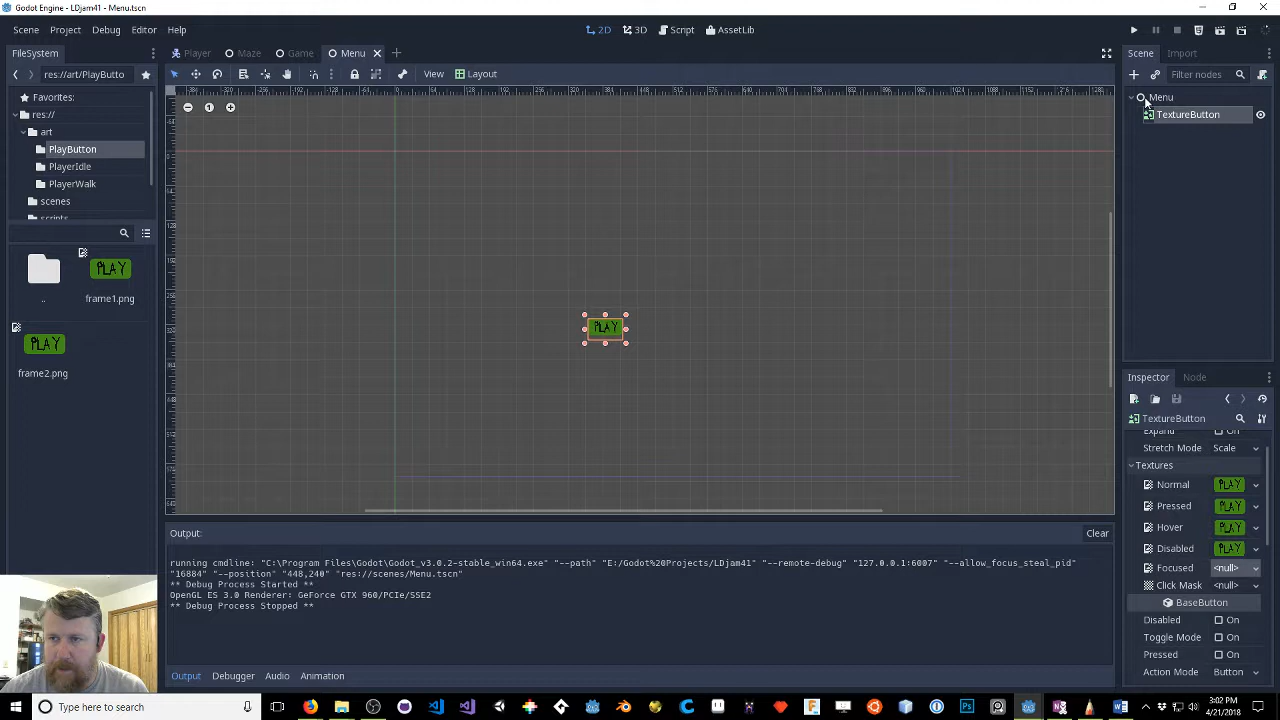 Godot Engine - LDjam41 - Menu.tscn
Scene Project Debug Editor Help
2D 3D Script AssetLib
FileSystem
Player Maze Game Menu
Scene Import
res://art/PlayButto
View Layout
Filter nodes
Favorites:
res://
art
PlayButton
PlayerIdle
PlayerWalk
scenes
scripts
Menu
TextureButton
PLAY
..
frame1.png
PLAY
frame2.png
PLAY
Inspector Node
TextureButton
Expand On
Stretch Mode Scale
Textures
Normal PLAY
Pressed PLAY
Hover PLAY
Disabled PLAY
Focused <null>
Click Mask <null>
BaseButton
Disabled On
Toggle Mode On
Pressed On
Action Mode Button
Output:
Clear
running cmdline: "C:\Program Files\Godot\Godot_v3.0.2-stable_win64.exe" "--path" "E:/Godot%20Projects/LDjam41" "--remote-debug" "127.0.0.1:6007" "--allow_focus_steal_pid"
"16884" "--position" "448,240" "res://scenes/Menu.tscn"
** Debug Process Started **
OpenGL ES 3.0 Renderer: GeForce GTX 960/PCIe/SSE2
** Debug Process Stopped **
Output Debugger Audio Animation
Type here to search
3:02 PM
4/21/2018